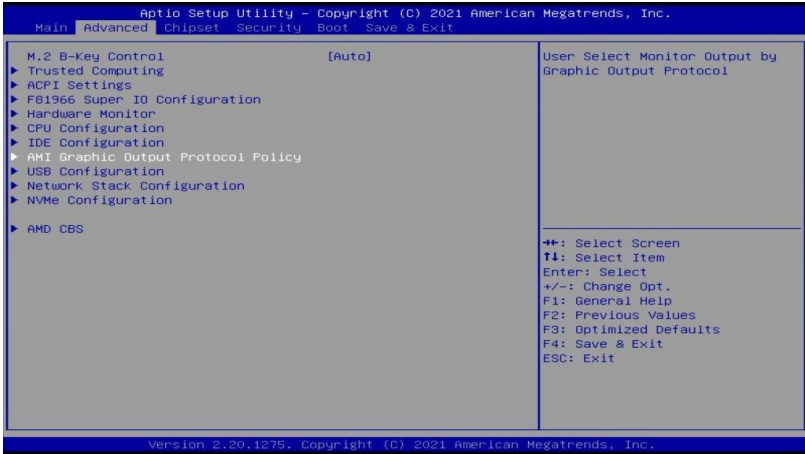 Aptio Setup Utility – Copyright (C) 2021 American Megatrends, Inc.
Main Advanced Chipset Security Boot Save & Exit
M.2 B-Key Control [Auto]
▶ Trusted Computing
▶ ACPI Settings
▶ F81966 Super IO Configuration
▶ Hardware Monitor
▶ CPU Configuration
▶ IDE Configuration
▶ AMI Graphic Output Protocol Policy
▶ USB Configuration
▶ Network Stack Configuration
▶ NVMe Configuration
▶ AMD CBS
User Select Monitor Output by
Graphic Output Protocol
→←: Select Screen
↑↓: Select Item
Enter: Select
+/-: Change Opt.
F1: General Help
F2: Previous Values
F3: Optimized Defaults
F4: Save & Exit
ESC: Exit
Version 2.20.1275. Copyright (C) 2021 American Megatrends, Inc.